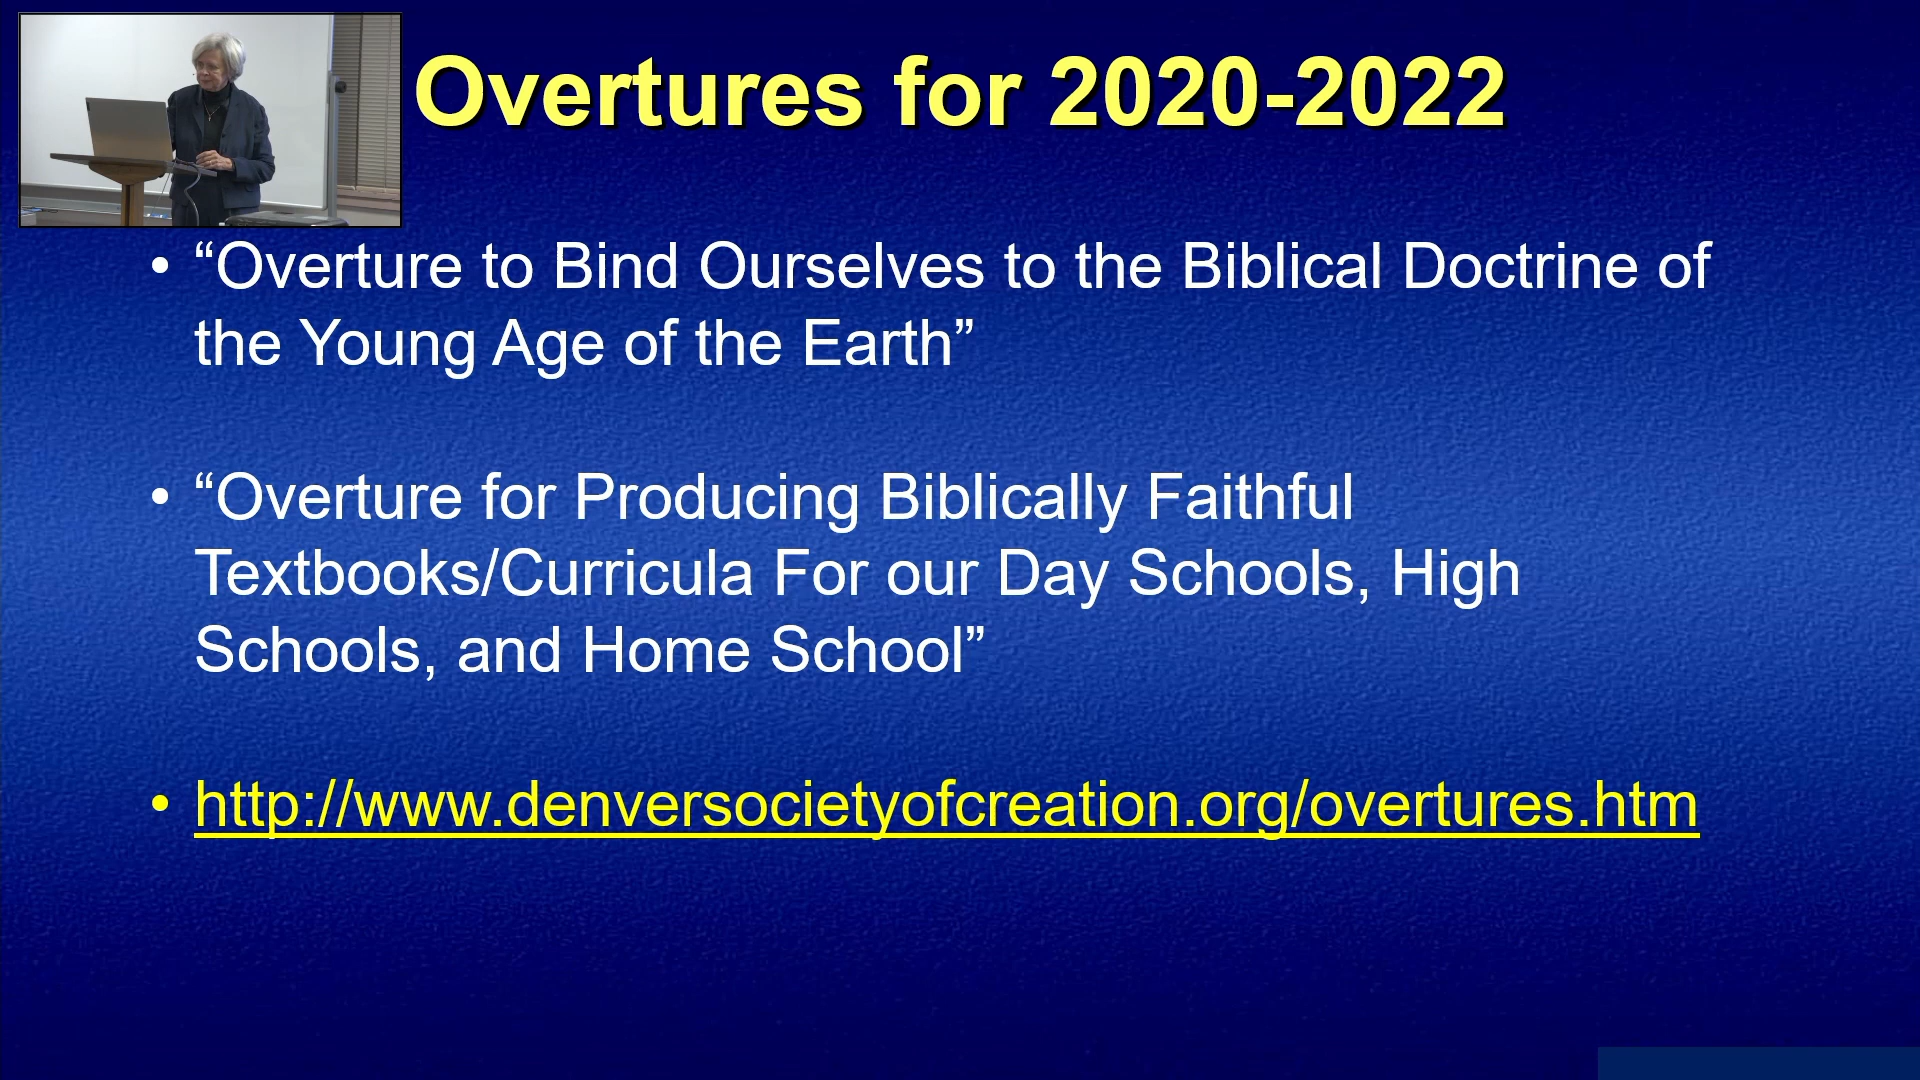 Overtures for 2020-2022
• “Overture to Bind Ourselves to the Biblical Doctrine of
the Young Age of the Earth”
• “Overture for Producing Biblically Faithful
Textbooks/Curricula For our Day Schools, High
Schools, and Home School”
• http://www.denversocietyofcreation.org/overtures.htm